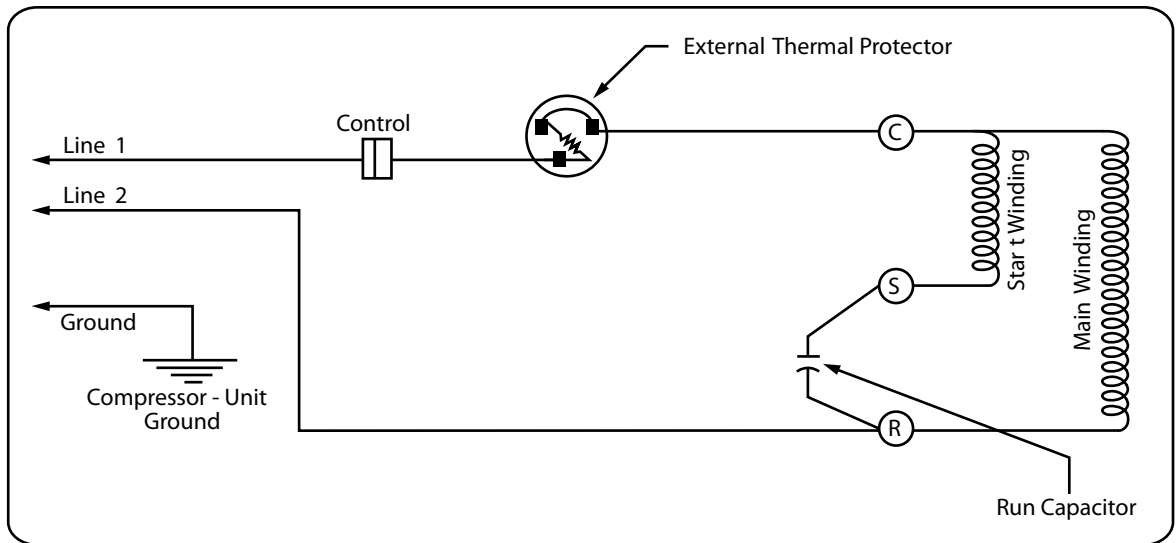 External Thermal Protector
Control
Line 1
C
Line 2
Star t Winding
Main Winding
S
Ground
Compressor - Unit
Ground
R
Run Capacitor